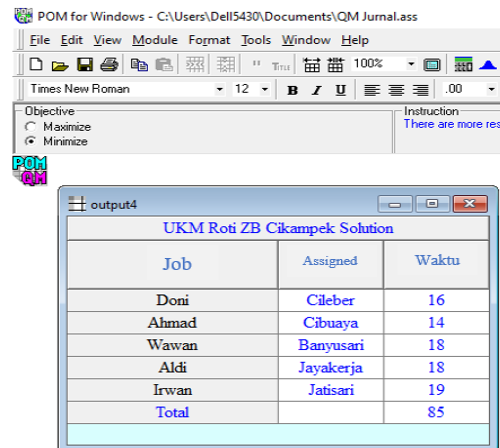 POM for Windows - C:\Users\Dell5430\Documents\QM Jurnal.ass
File Edit View Module Format Tools Window Help
TITLE 100%
Times New Roman 12 B I U .00
Objective
Maximize
Minimize
Instruction
There are more res
POM
QM
output4
UKM Roti ZB Cikampek Solution
Job Assigned Waktu
Doni Cileber 16
Ahmad Cibuaya 14
Wawan Banyusari 18
Aldi Jayakerja 18
Irwan Jatisari 19
Total 85